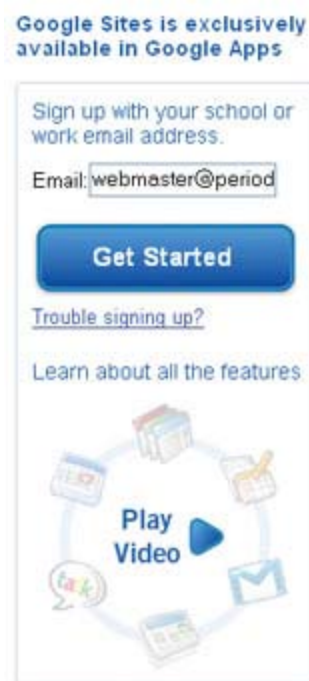 Google Sites is exclusively
available in Google Apps
Sign up with your school or
work email address.
Email: webmaster@period
Get Started
Trouble signing up?
Learn about all the features
Play
Video
talk